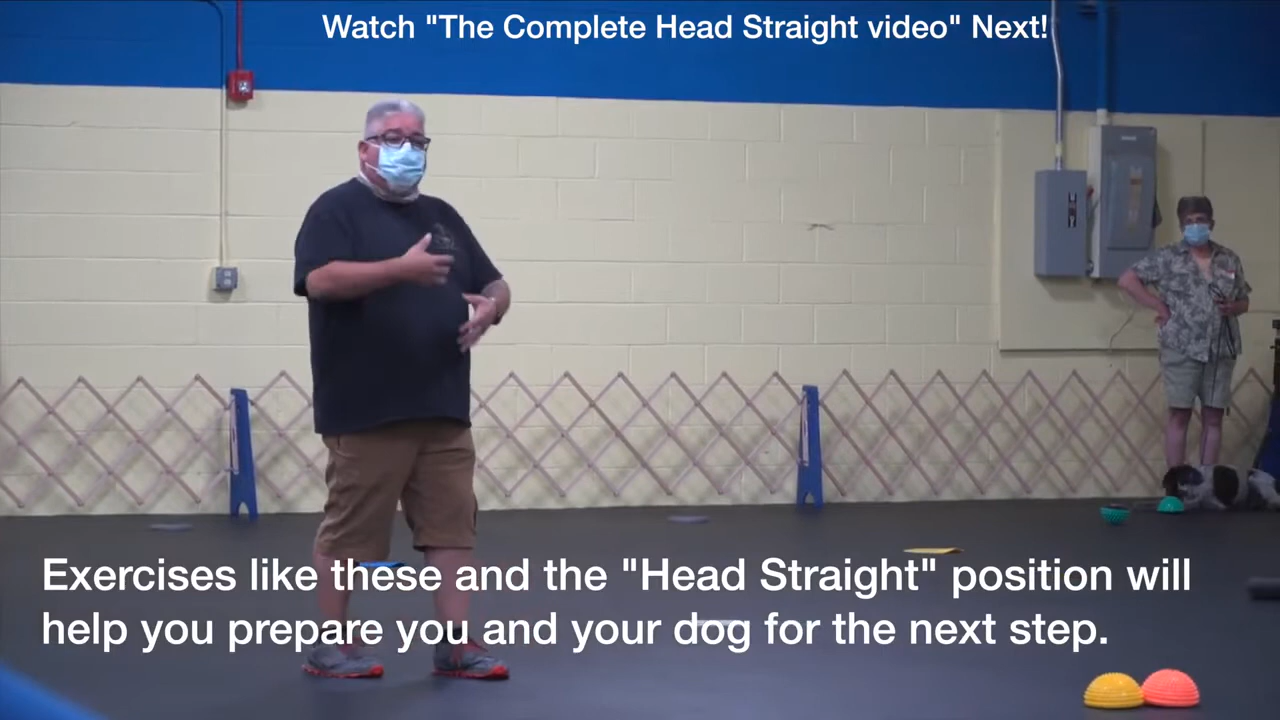 Watch "The Complete Head Straight video" Next!
Exercises like these and the "Head Straight" position will
help you prepare you and your dog for the next step.